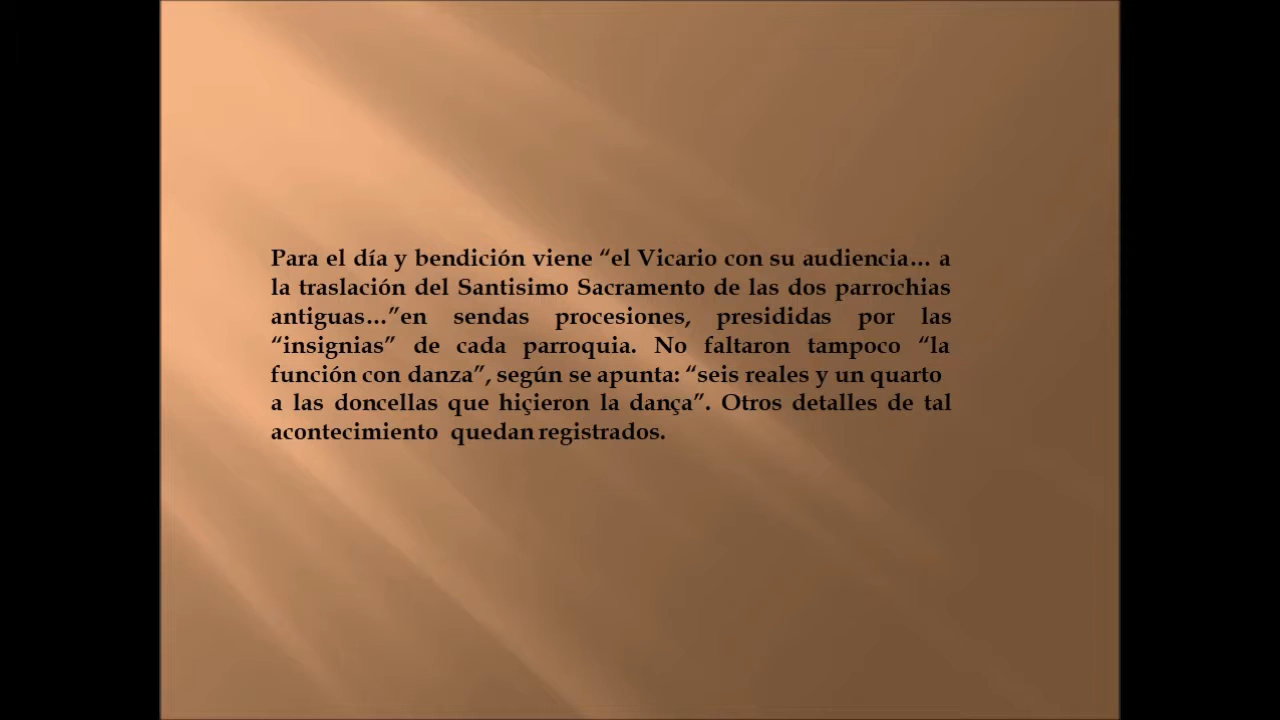 Para el día y bendición viene “el Vicario con su audiencia… a
la traslación del Santisimo Sacramento de las dos parrochias
antiguas…”en sendas procesiones, presididas por las
“insignias” de cada parroquia. No faltaron tampoco “la
función con danza”, según se apunta: “seis reales y un quarto
a las doncellas que hiçieron la dança”. Otros detalles de tal
acontecimiento quedan registrados.